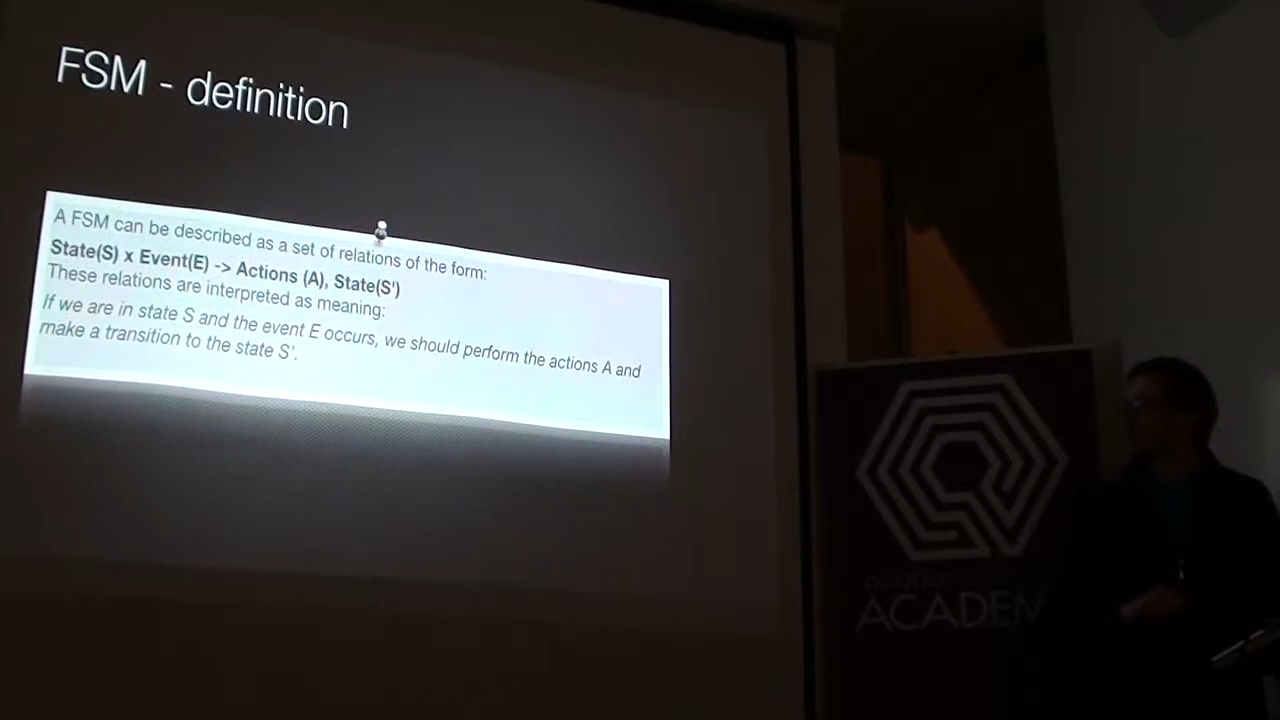 FSM - definition
A FSM can be described as a set of relations of the form:
State(S) x Event(E) -> Actions (A), State(S')
These relations are interpreted as meaning:
If we are in state S and the event E occurs, we should perform the actions A and
make a transition to the state S'.
ACADEM